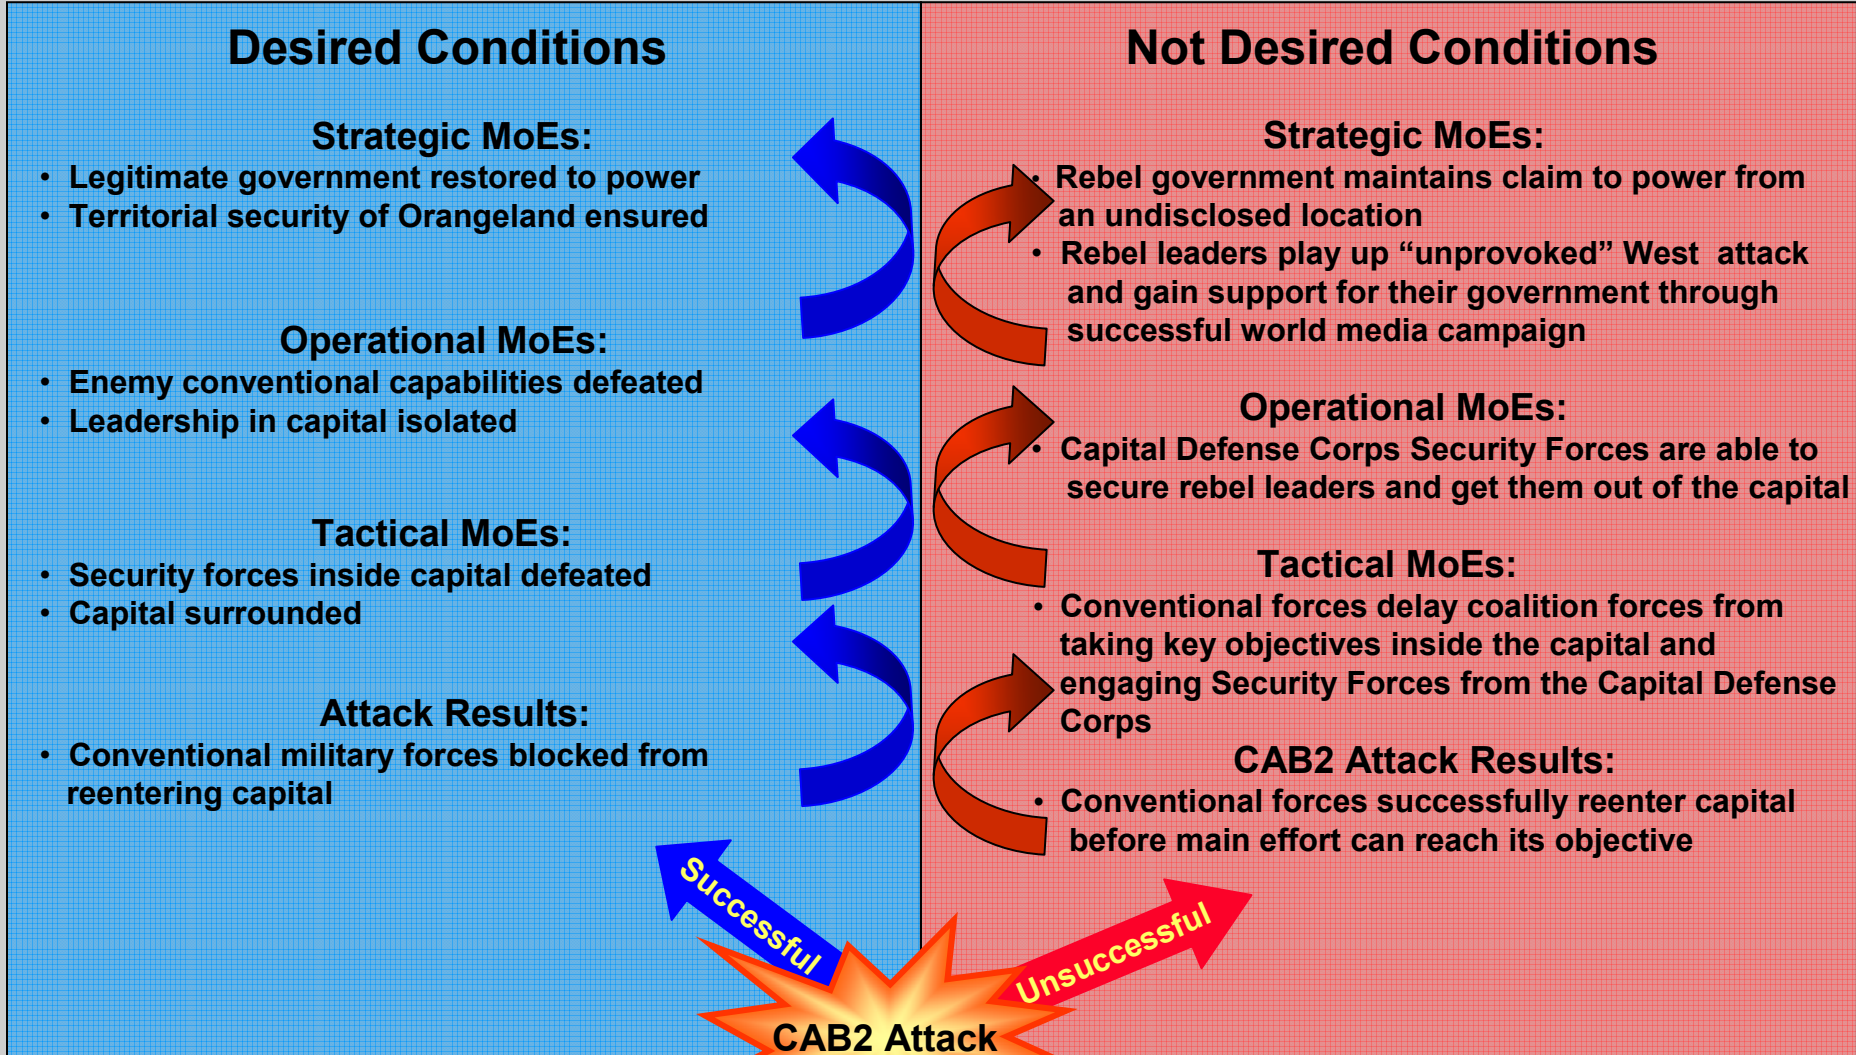 Desired Conditions
Strategic MoEs:
• Legitimate government restored to power
• Territorial security of Orangeland ensured
Operational MoEs:
• Enemy conventional capabilities defeated
• Leadership in capital isolated
Tactical MoEs:
• Security forces inside capital defeated
• Capital surrounded
Attack Results:
• Conventional military forces blocked from
reentering capital
Not Desired Conditions
Strategic MoEs:
• Rebel government maintains claim to power from
an undisclosed location
• Rebel leaders play up “unprovoked” West attack
and gain support for their government through
successful world media campaign
Operational MoEs:
• Capital Defense Corps Security Forces are able to
secure rebel leaders and get them out of the capital
Tactical MoEs:
• Conventional forces delay coalition forces from
taking key objectives inside the capital and
engaging Security Forces from the Capital Defense
Corps
CAB2 Attack Results:
• Conventional forces successfully reenter capital
before main effort can reach its objective
Successful
Unsuccessful
CAB2 Attack